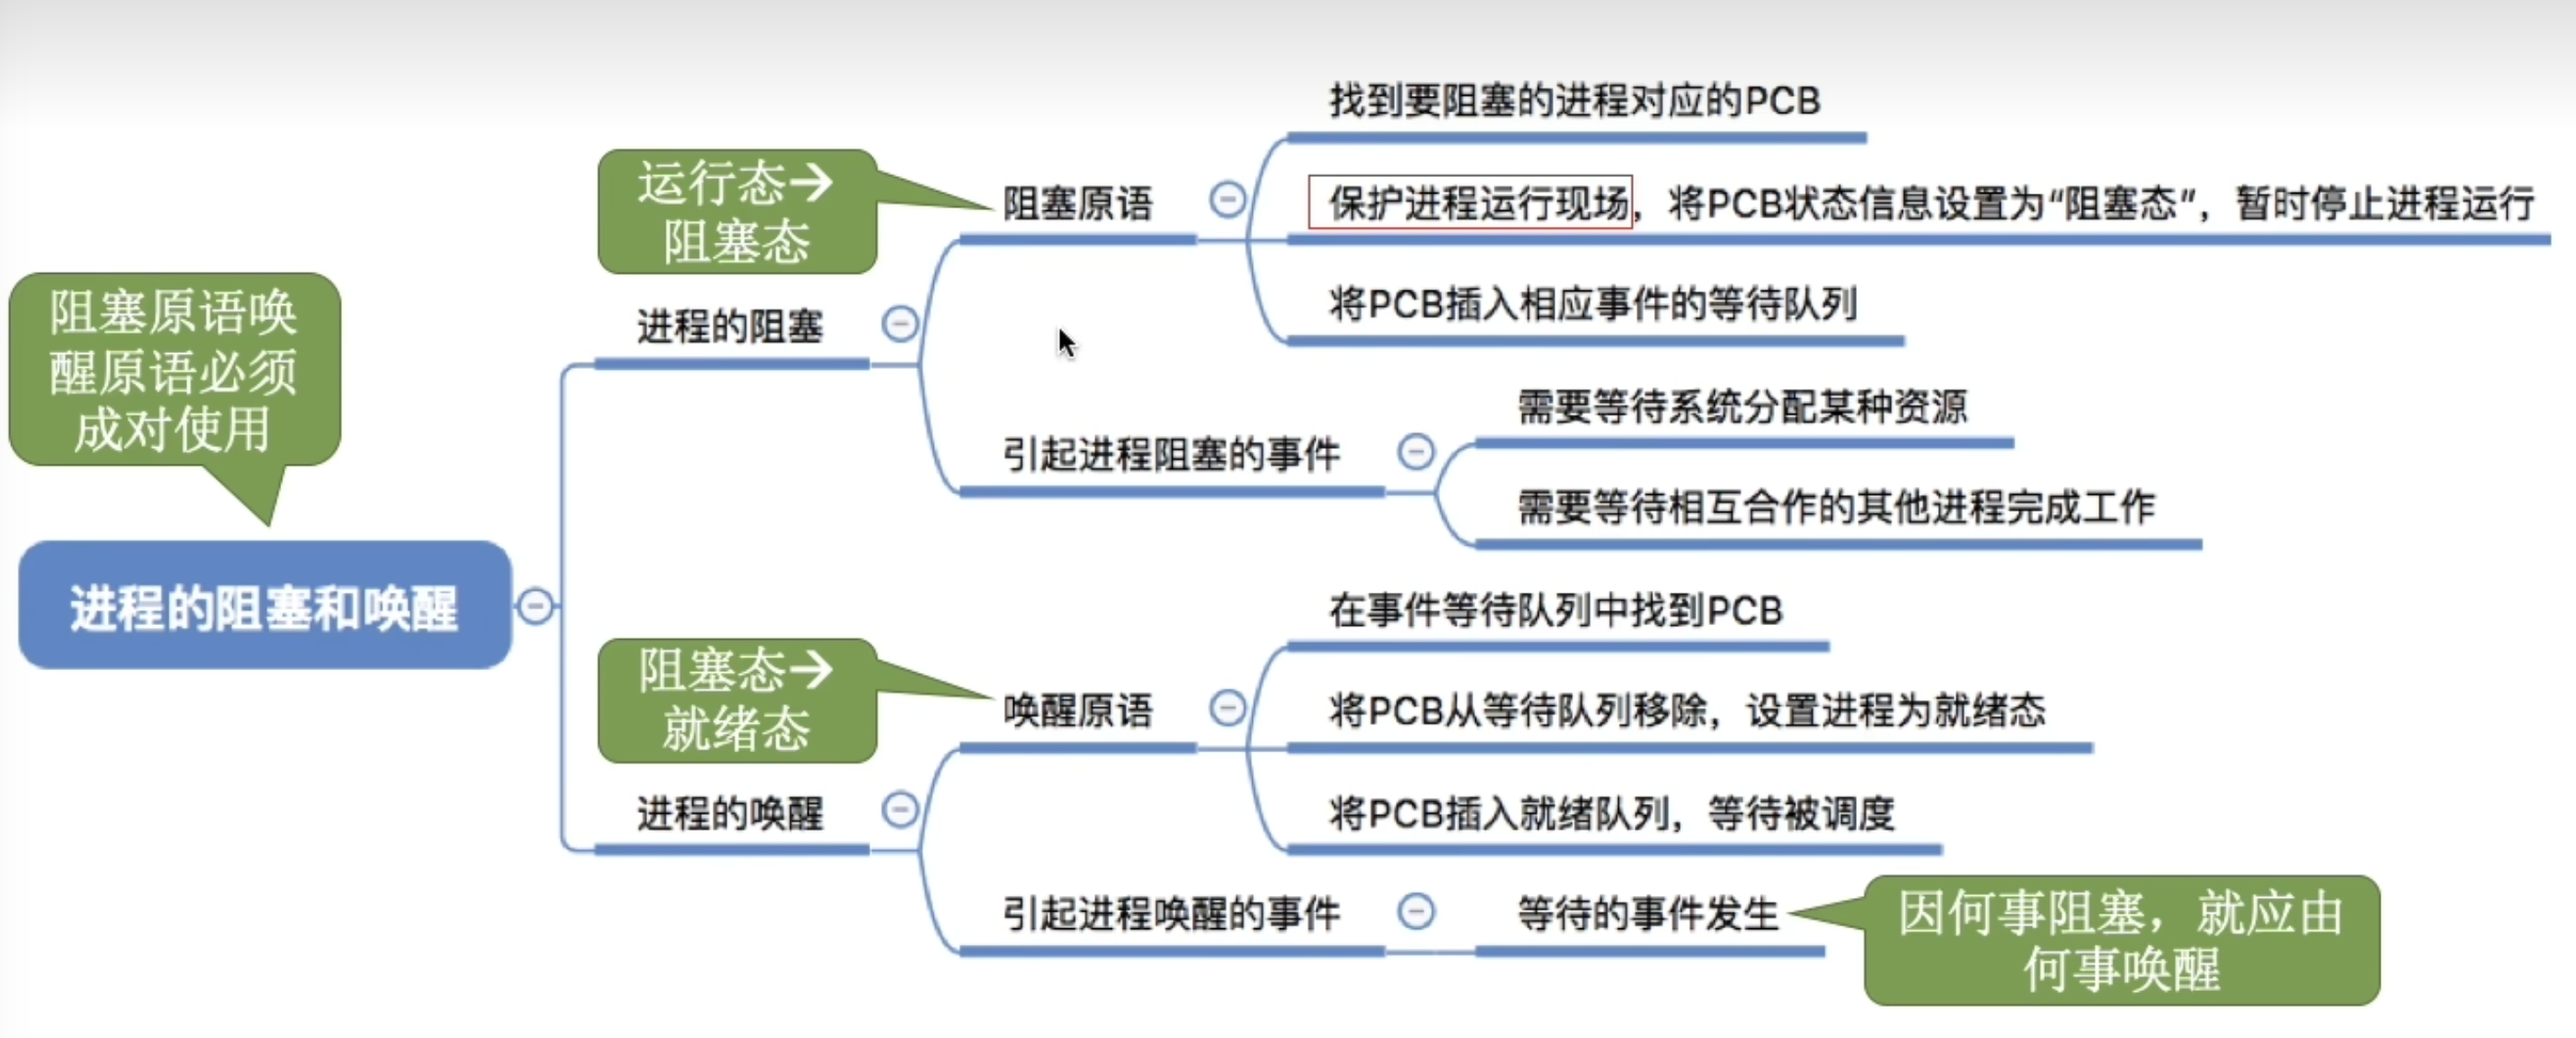 找到要阻塞的进程对应的PCB
运行态→
阻塞态
阻塞原语
保护进程运行现场，将PCB状态信息设置为“阻塞态”，暂时停止进程运行
将PCB插入相应事件的等待队列
阻塞原语唤
醒原语必须
成对使用
进程的阻塞
需要等待系统分配某种资源
引起进程阻塞的事件
需要等待相互合作的其他进程完成工作
进程的阻塞和唤醒
在事件等待队列中找到PCB
阻塞态→
就绪态
唤醒原语
将PCB从等待队列移除，设置进程为就绪态
进程的唤醒
将PCB插入就绪队列，等待被调度
引起进程唤醒的事件
等待的事件发生
因何事阻塞，就应由
何事唤醒